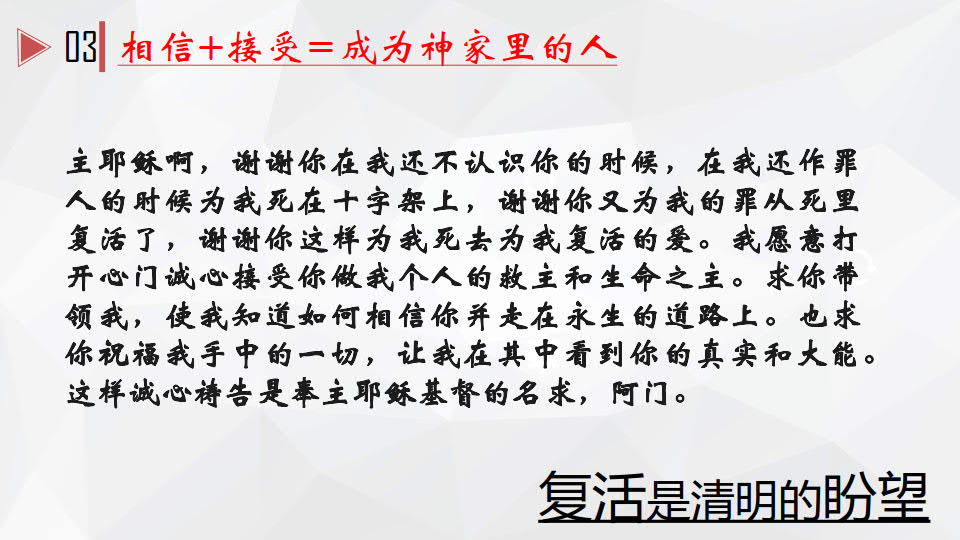 03 相信+接受=成为神家里的人
主耶稣啊，谢谢你在我还不认识你的时候，在我还作罪
人的时候为我死在十字架上，谢谢你又为我的罪从死里
复活了，谢谢你这样为我死去为我复活的爱。我愿意打
开心门诚心接受你做我个人的救主和生命之主。求你带
领我，使我知道如何相信你并走在永生的道路上。也求
你祝福我手中的一切，让我在其中看到你的真实和大能。
这样诚心祷告是奉主耶稣基督的名求，阿门。
复活是清明的盼望